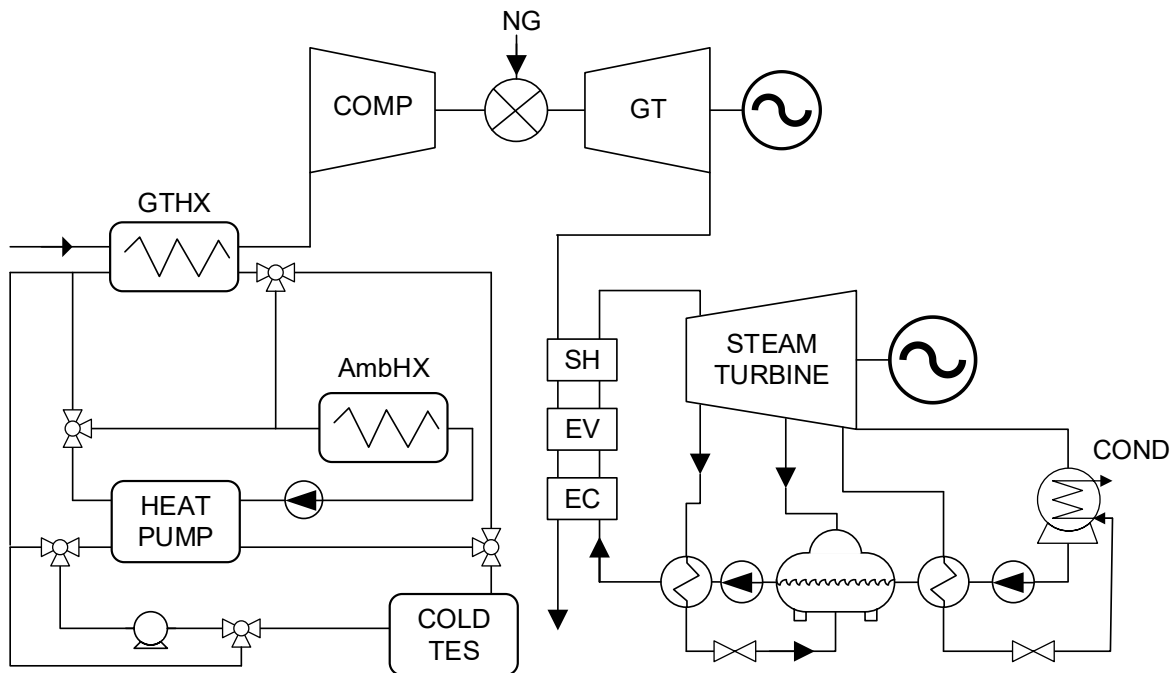 NG
COMP
GT
GTHX
SH
STEAM
TURBINE
AmbHX
EV
COND
EC
HEAT
PUMP
COLD
TES